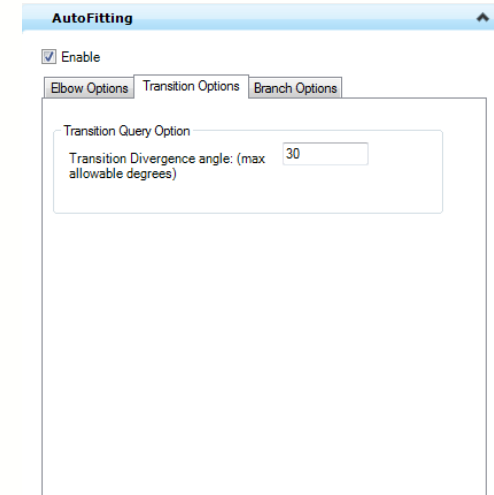 AutoFitting
Enable
Elbow Options Transition Options Branch Options
Transition Query Option
Transition Divergence angle: (max 30
allowable degrees)